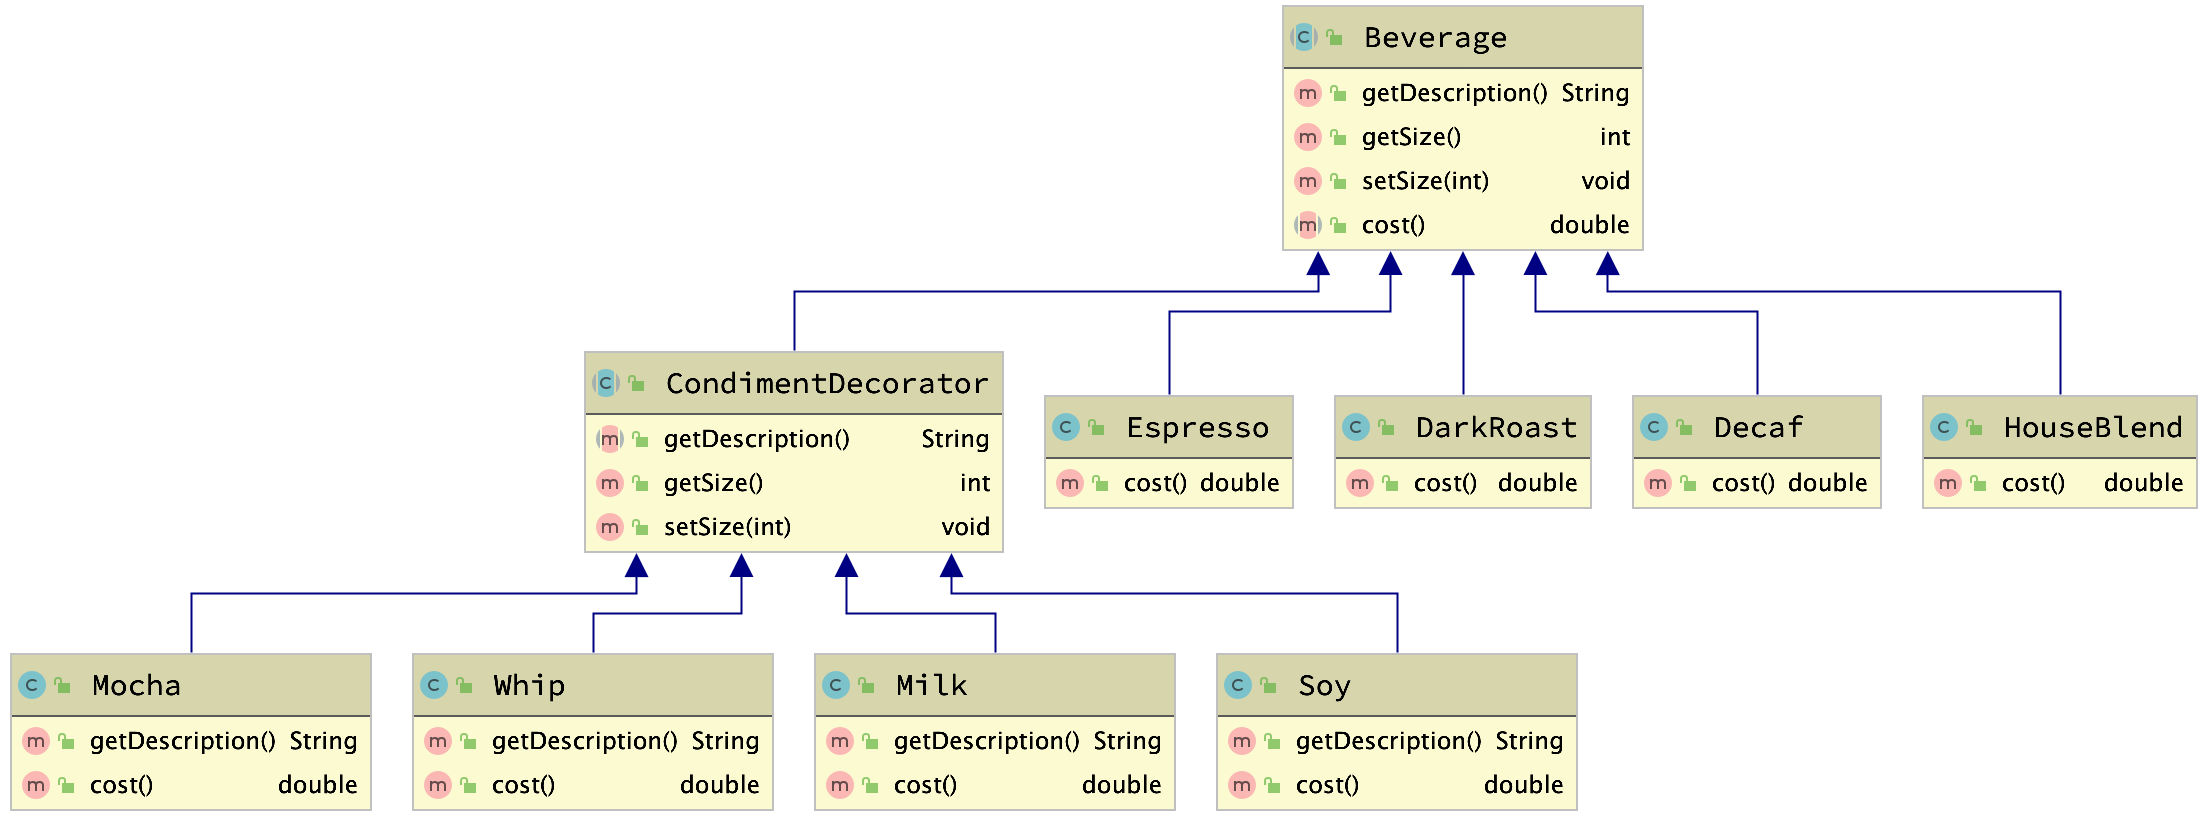 Beverage
getDescription() String
getSize() int
setSize(int) void
cost() double
CondimentDecorator
getDescription() String
getSize() int
setSize(int) void
Espresso
cost() double
DarkRoast
cost() double
Decaf
cost() double
HouseBlend
cost() double
Mocha
getDescription() String
cost() double
Whip
getDescription() String
cost() double
Milk
getDescription() String
cost() double
Soy
getDescription() String
cost() double